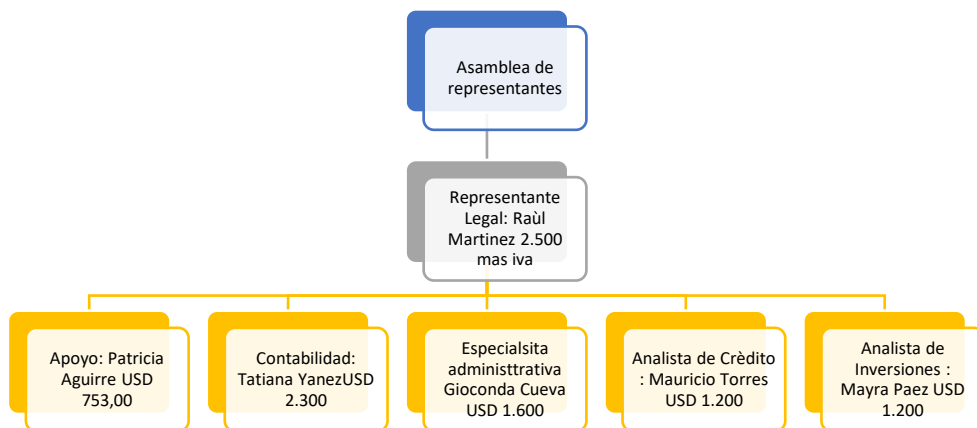 Asamblea de
representantes
Representante
Legal: Raùl
Martinez 2.500
mas iva
Apoyo: Patricia
Aguirre USD
753,00
Contabilidad:
Tatiana YanezUSD
2.300
Especialsita
administtrativa
Gioconda Cueva
USD 1.600
Analista de Crèdito
: Mauricio Torres
USD 1.200
Analista de
Inversiones :
Mayra Paez USD
1.200